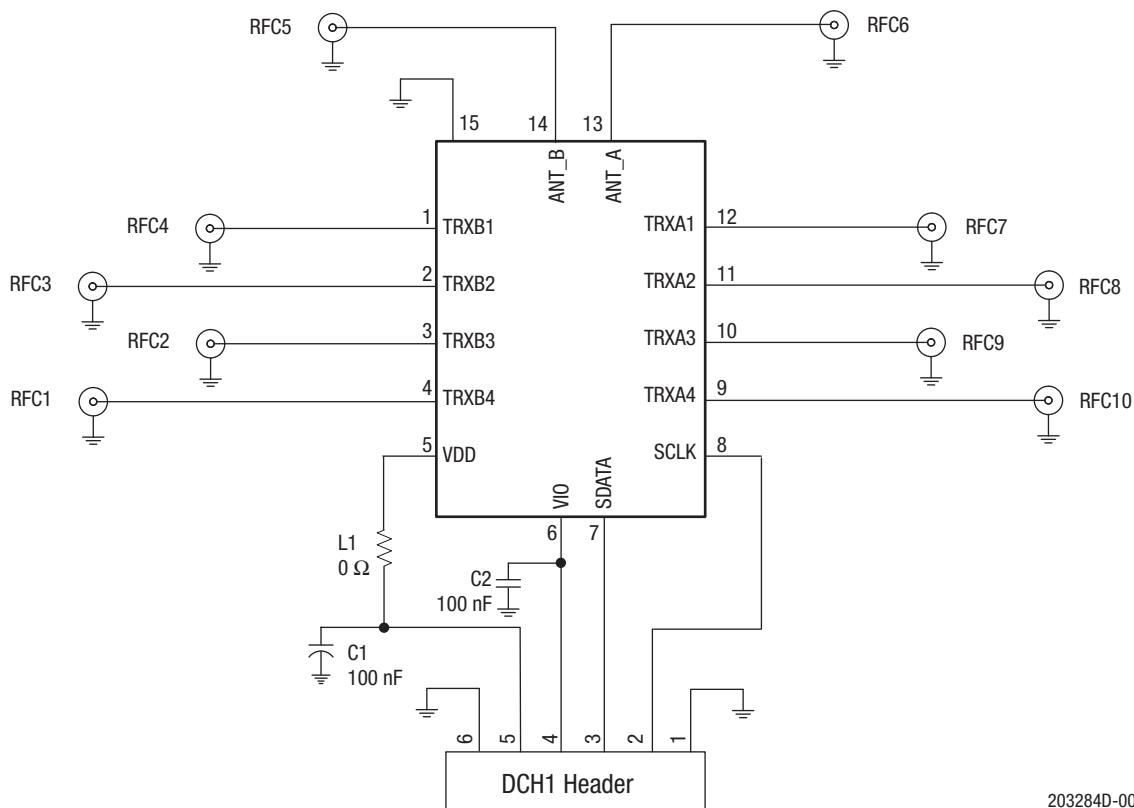 RFC5
RFC6
15
14
13
ANT_B
ANT_A
RFC4
1
TRXB1
TRXA1
12
RFC7
RFC3
2
TRXB2
TRXA2
11
RFC8
RFC2
3
TRXB3
TRXA3
10
RFC9
RFC1
4
TRXB4
TRXA4
9
RFC10
5
VDD
SCLK
8
VIO
SDATA
6
7
L1
0 Ω
C2
100 nF
C1
100 nF
6
5
4
3
2
1
DCH1 Header
203284D-00